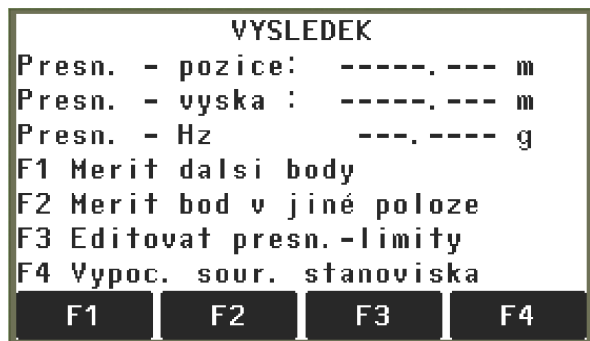 VYSLEDEK
Presn. - pozice: -----.--- m
Presn. - vyska : -----.--- m
Presn. - Hz ---.---- g
F1 Merit dalsi body
F2 Merit bod v jiné poloze
F3 Editovat presn.-limity
F4 Vypoc. sour. stanoviska
F1 F2 F3 F4